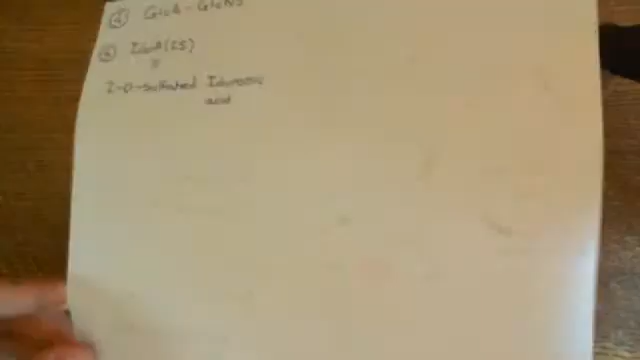 ④ GlcA - GlcNS
⑤ IdoA(2S)
2-O-sulfated Iduronic
acid